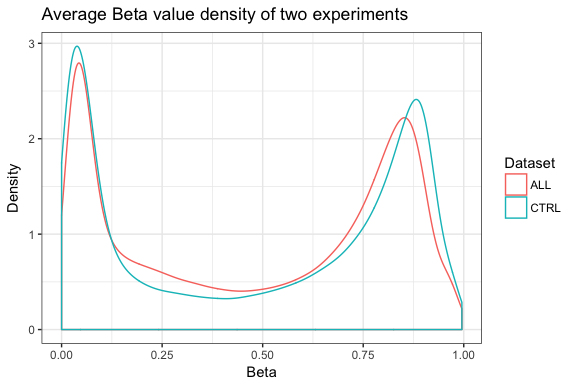 Average Beta value density of two experiments
3
2
1
0
Density
0.00
0.25
0.50
0.75
1.00
Beta
Dataset
ALL
CTRL